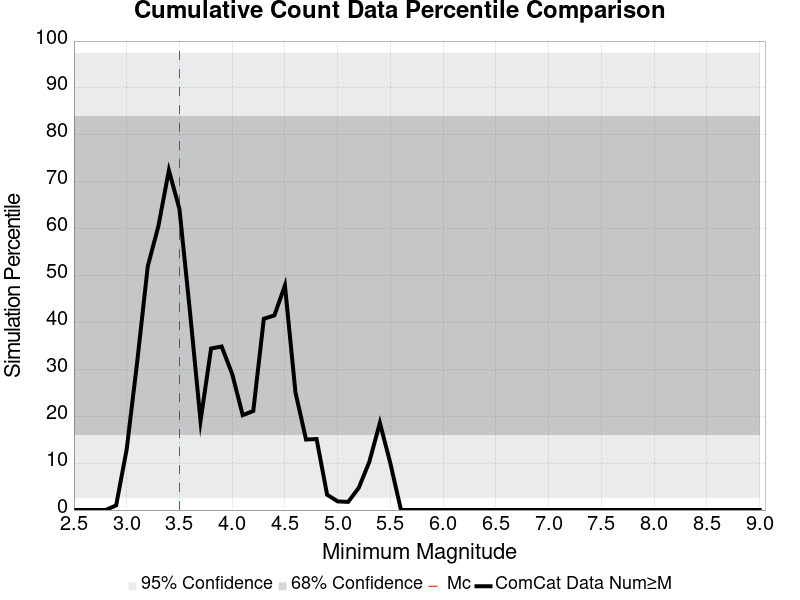 Cumulative Count Data Percentile Comparison
100
90
80
70
60
50
40
30
20
10
0
Simulation Percentile
2.5 3.0 3.5 4.0 4.5 5.0 5.5 6.0 6.5 7.0 7.5 8.0 8.5 9.0
Minimum Magnitude
95% Confidence 68% Confidence Mc ComCat Data Num≥M